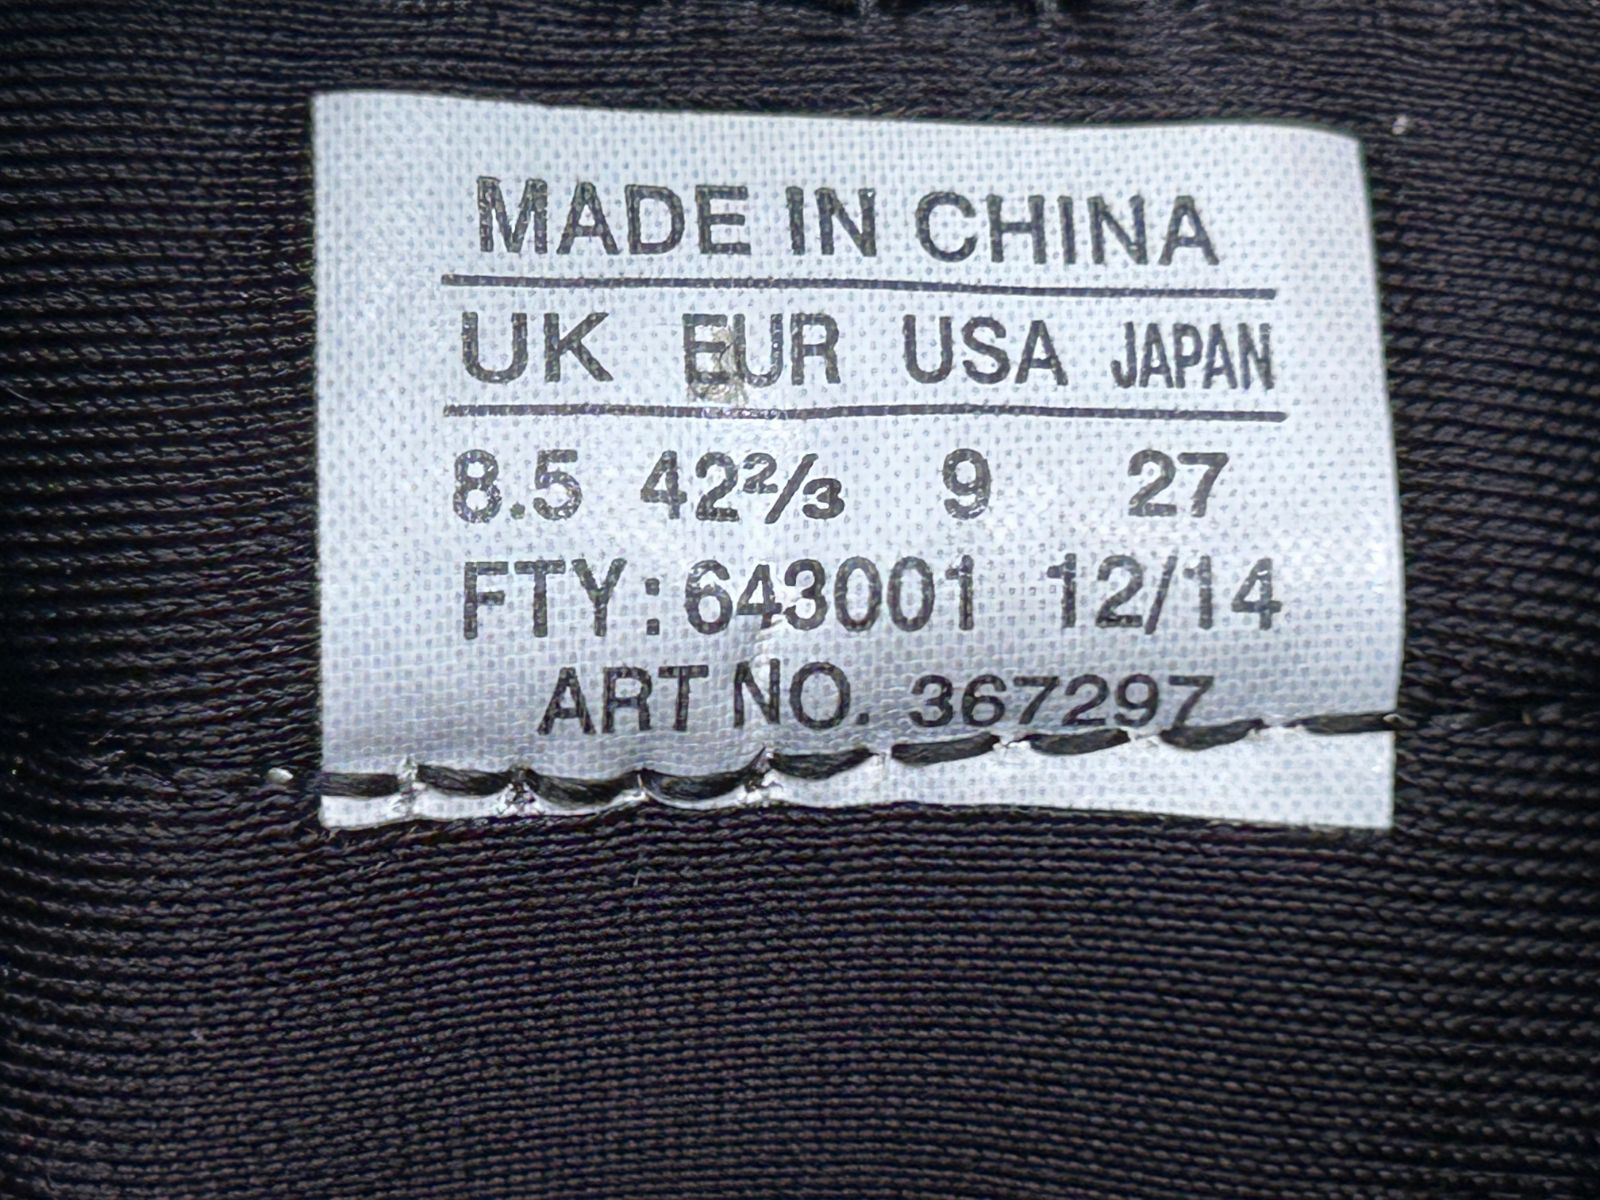 MADE IN CHINA
UK EUR USA JAPAN
8.5 42⅔ 9 27
FTY: 643001 12/14
ART NO. 367297